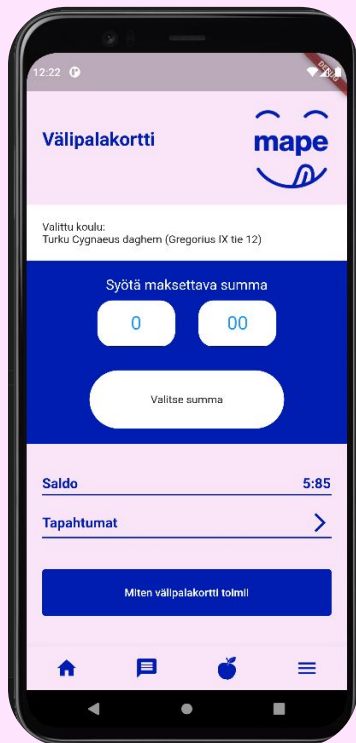 12:22
DEBUG
Välipalakortti
mape
Valittu koulu:
Turku Cygnaeus daghem (Gregorius IX tie 12)
Syötä maksettava summa
0 00
Valitse summa
Saldo 5:85
Tapahtumat
Miten välipalakortti toimii